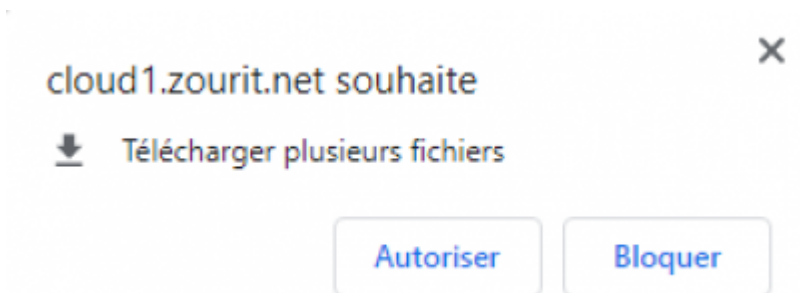 cloud1.zourit.net souhaite
Télécharger plusieurs fichiers
Autoriser Bloquer